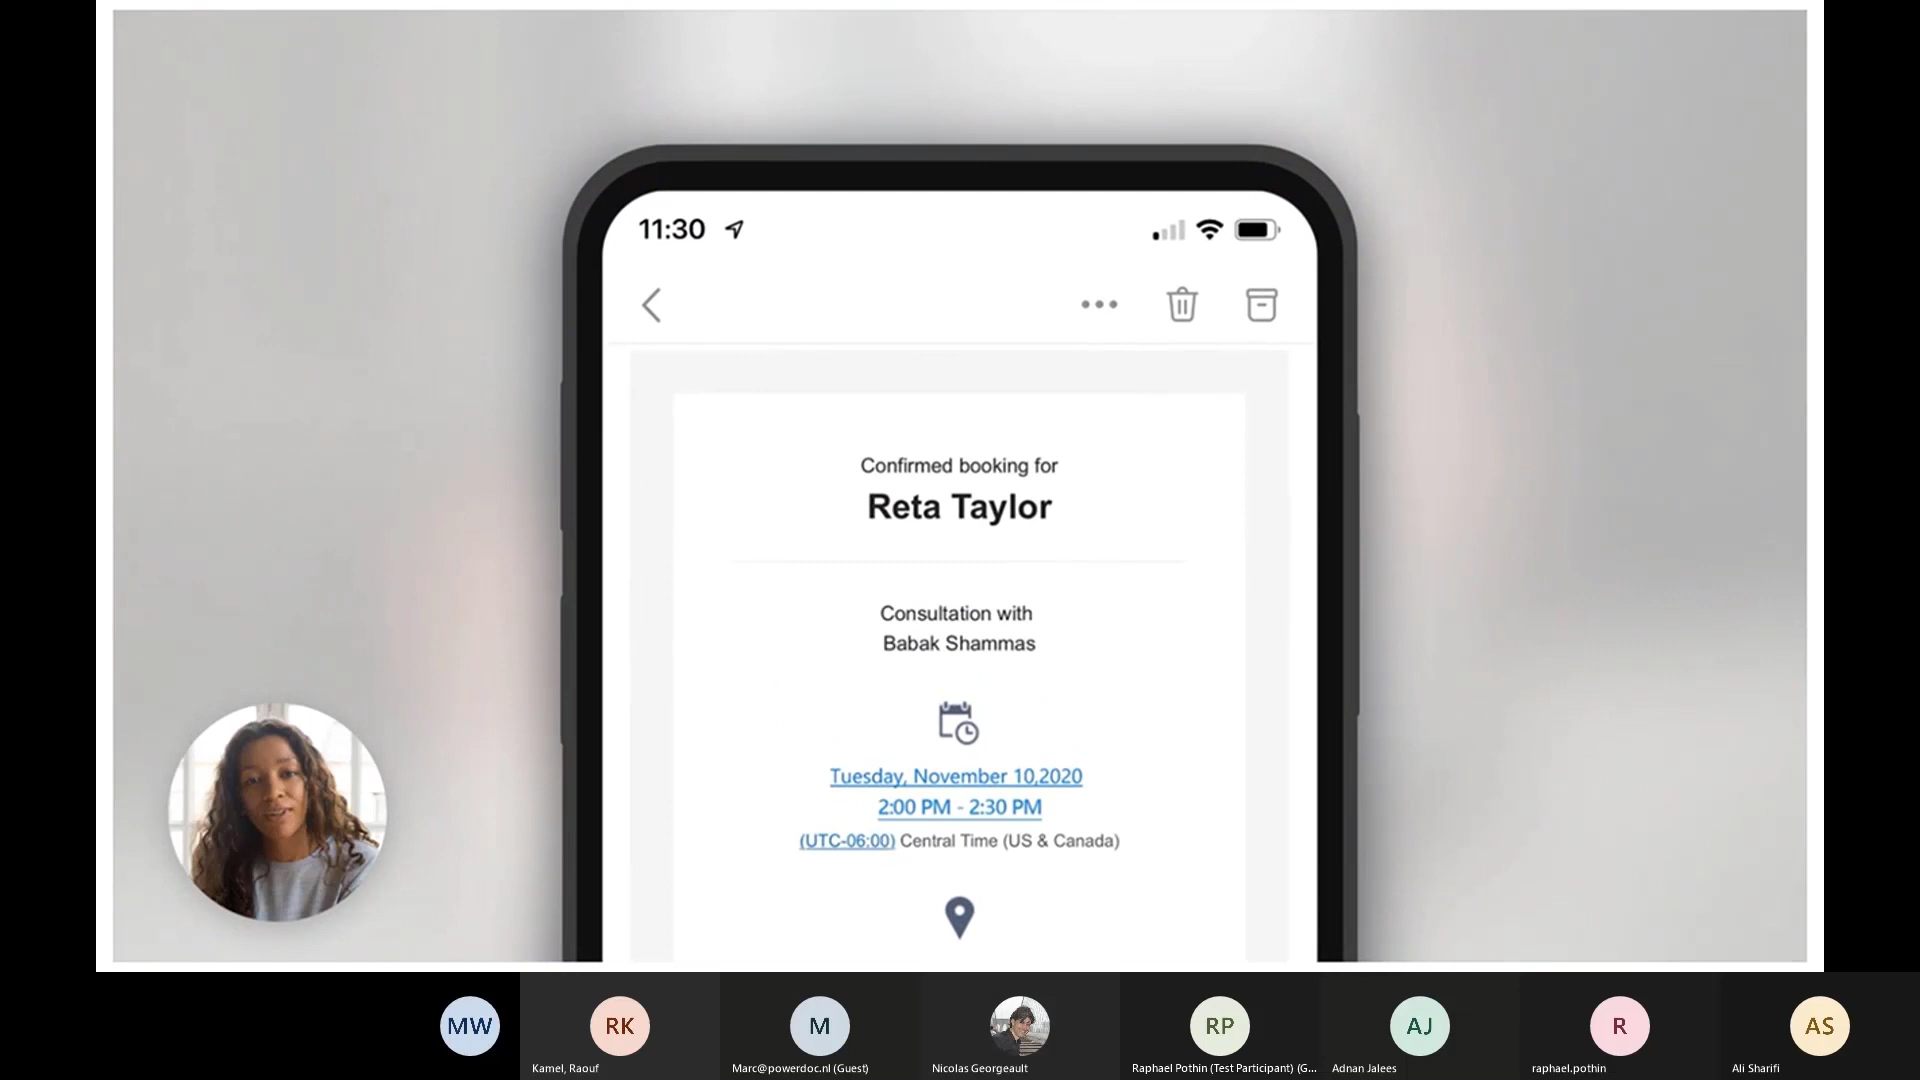 11:30
Confirmed booking for
Reta Taylor
Consultation with
Babak Shammas
Tuesday, November 10,2020
2:00 PM - 2:30 PM
(UTC-06:00) Central Time (US & Canada)
MW
RK
M
RP
AJ
R
AS
Kamel, Raouf
Marc@powerdoc.nl (Guest)
Nicolas Georgeault
Raphael Pothin (Test Participant) (G...
Adnan Jalees
raphael.pothin
Ali Sharifi